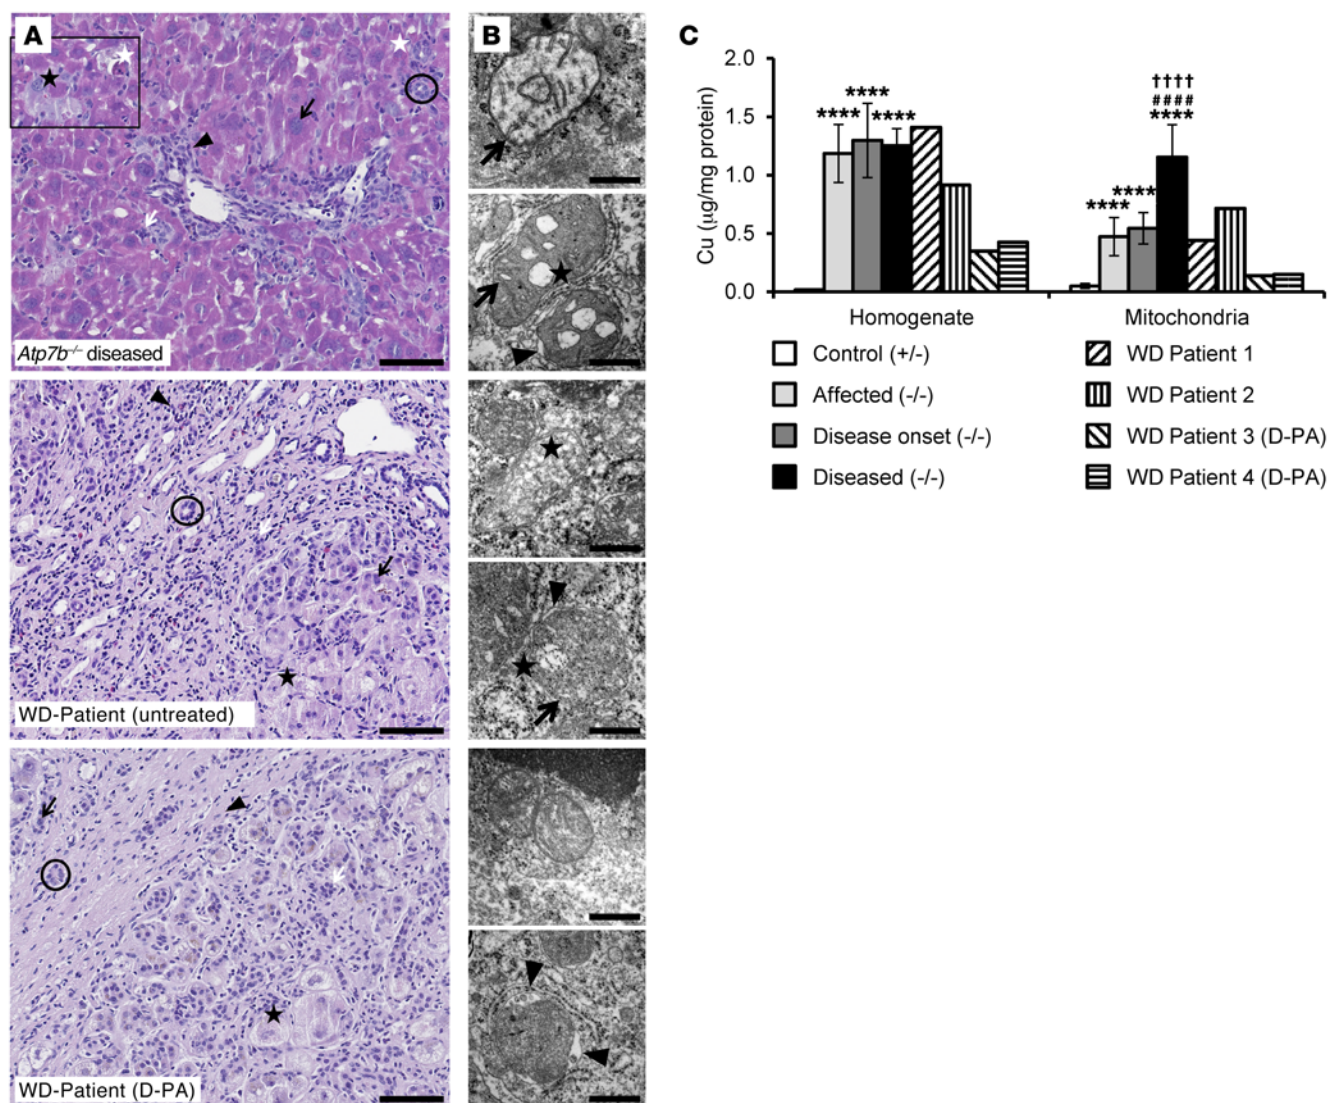 A
B
C
Atp7b-/- diseased
WD-Patient (untreated)
WD-Patient (D-PA)
Cu (µg/mg protein)
2.0
1.5
1.0
0.5
0.0
****
****
****
****
****
††††
####
****
Homogenate
Mitochondria
Control (+/-)
Affected (-/-)
Disease onset (-/-)
Diseased (-/-)
WD Patient 1
WD Patient 2
WD Patient 3 (D-PA)
WD Patient 4 (D-PA)